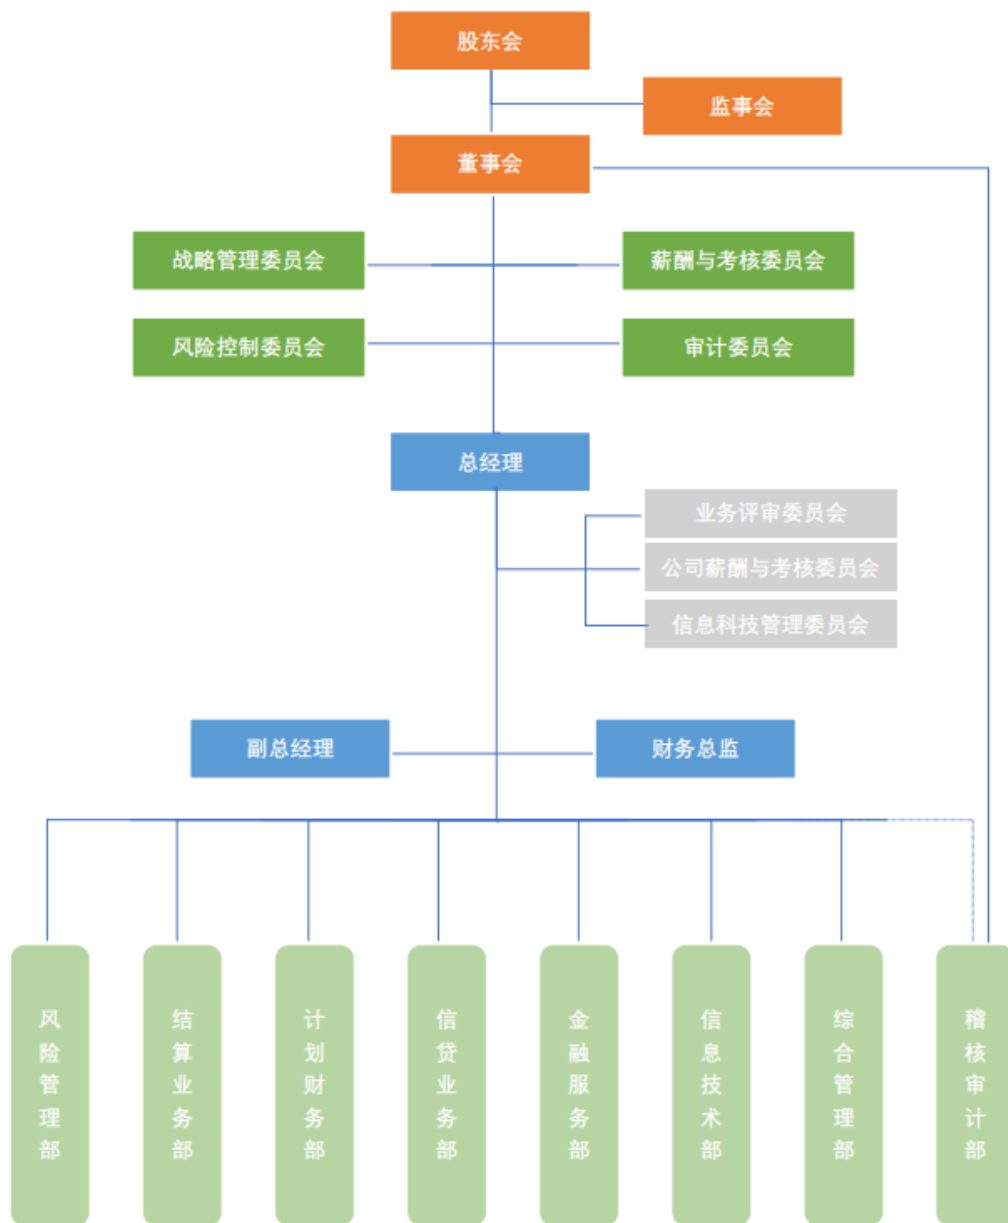 股东会
监事会
董事会
战略管理委员会
薪酬与考核委员会
风险控制委员会
审计委员会
总经理
业务评审委员会
公司薪酬与考核委员会
信息科技管理委员会
副总经理
财务总监
风险管理部
结算业务部
计划财务部
信贷业务部
金融服务部
信息技术部
综合管理部
稽核审计部